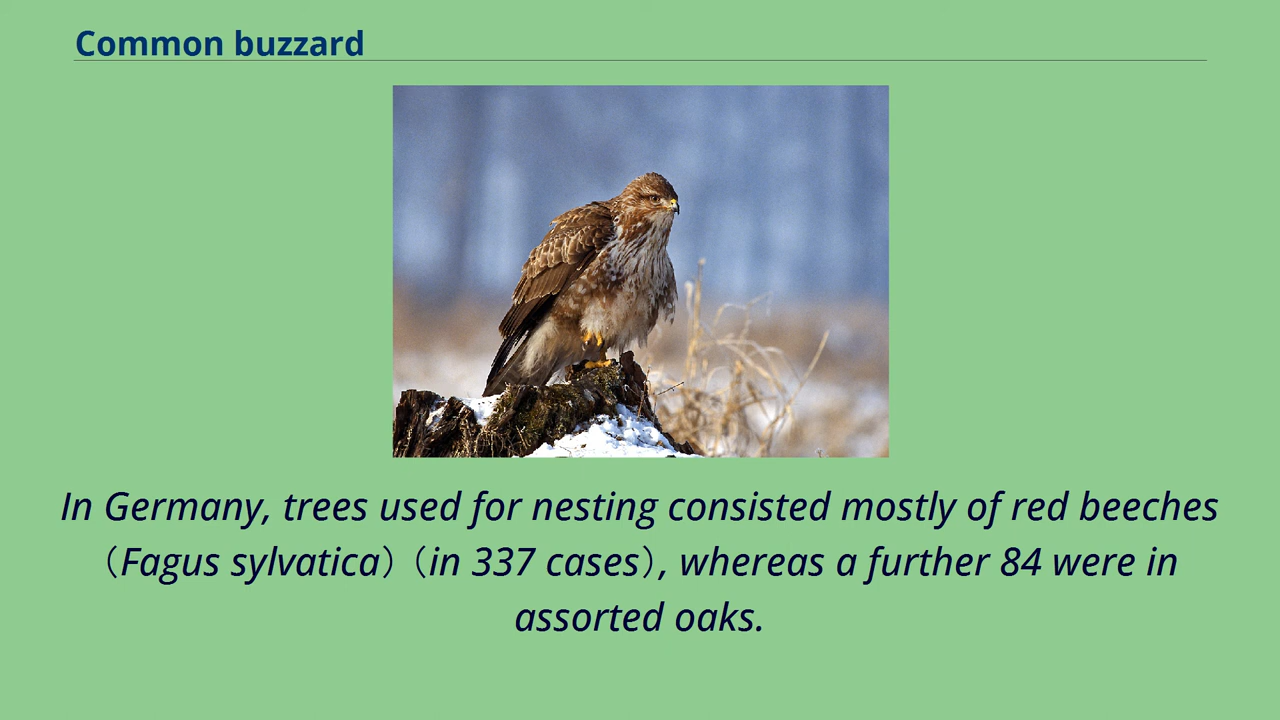 Common buzzard
In Germany, trees used for nesting consisted mostly of red beeches
（Fagus sylvatica）（in 337 cases）, whereas a further 84 were in
assorted oaks.